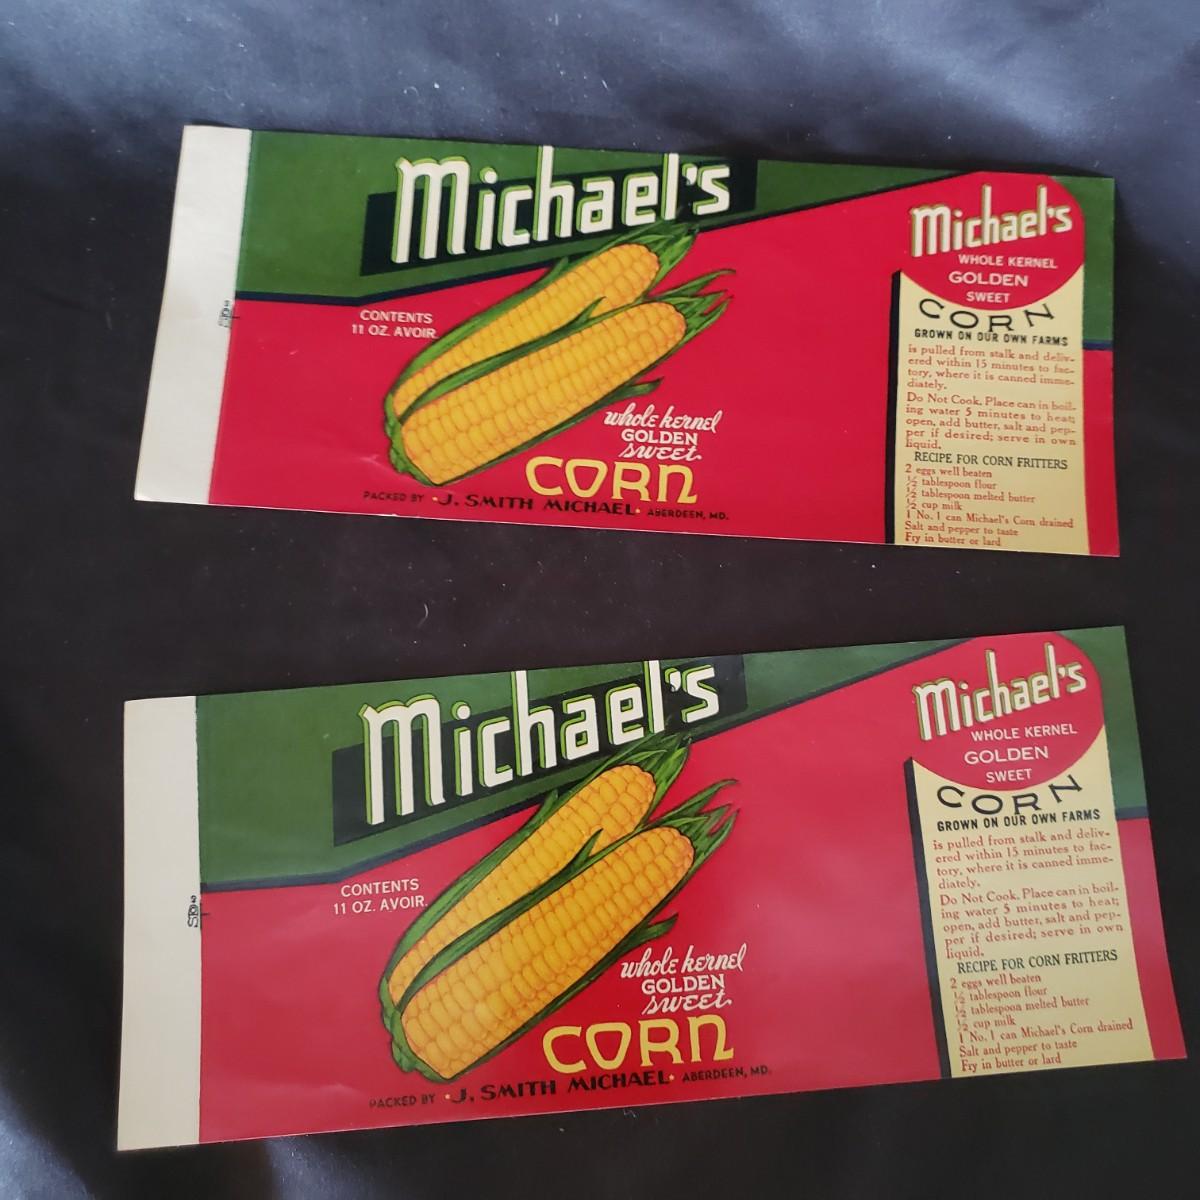 Michael's
CONTENTS
11 OZ. AVOIR.
whole kernel
GOLDEN
sweet
CORN
PACKED BY • J. SMITH MICHAEL • ABERDEEN, MD.
Michael's
WHOLE KERNEL
GOLDEN
SWEET
CORN
GROWN ON OUR OWN FARMS
is pulled from stalk and deliv-
ered within 15 minutes to fac-
tory, where it is canned imme-
diately.
Do Not Cook. Place can in boil-
ing water 5 minutes to heat;
open, add butter, salt and pep-
per if desired; serve in own
liquid.
RECIPE FOR CORN FRITTERS
2 eggs well beaten
½ tablespoon flour
½ tablespoon melted butter
½ cup milk
1 No. 1 can Michael's Corn drained
Salt and pepper to taste
Fry in butter or lard
Michael's
CONTENTS
11 OZ. AVOIR.
whole kernel
GOLDEN
sweet
CORN
PACKED BY • J. SMITH MICHAEL • ABERDEEN, MD.
Michael's
WHOLE KERNEL
GOLDEN
SWEET
CORN
GROWN ON OUR OWN FARMS
is pulled from stalk and deliv-
ered within 15 minutes to fac-
tory, where it is canned imme-
diately.
Do Not Cook. Place can in boil-
ing water 5 minutes to heat;
open, add butter, salt and pep-
per if desired; serve in own
liquid.
RECIPE FOR CORN FRITTERS
2 eggs well beaten
½ tablespoon flour
½ tablespoon melted butter
½ cup milk
1 No. 1 can Michael's Corn drained
Salt and pepper to taste
Fry in butter or lard